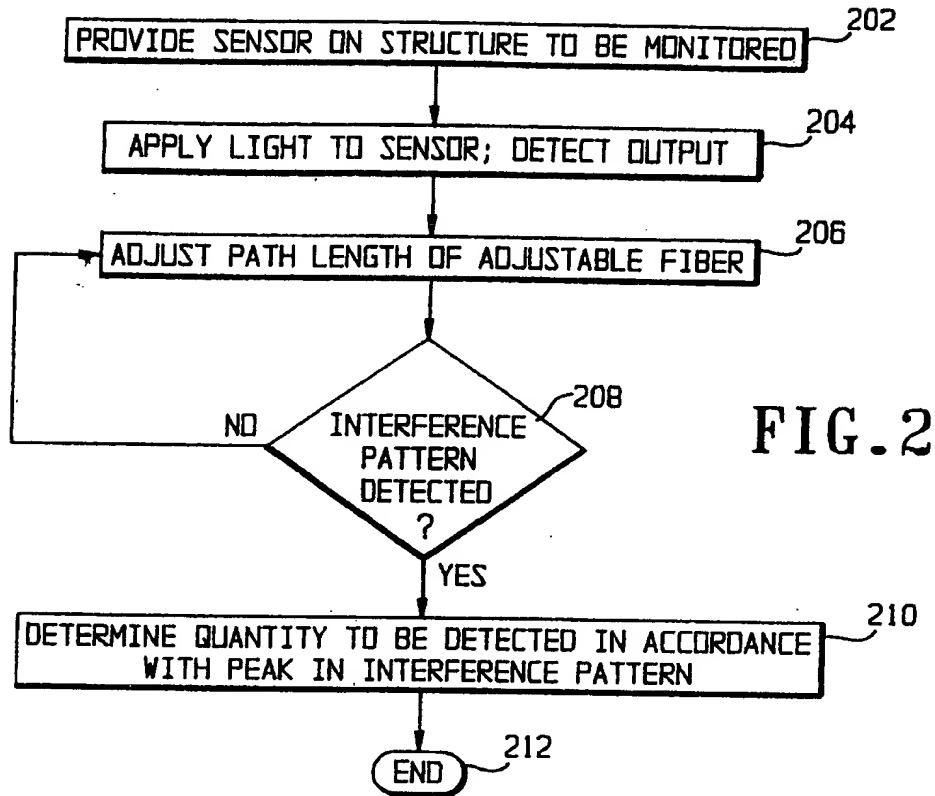 PROVIDE SENSOR ON STRUCTURE TO BE MONITORED
202
APPLY LIGHT TO SENSOR; DETECT OUTPUT
204
ADJUST PATH LENGTH OF ADJUSTABLE FIBER
206
208
NO
INTERFERENCE
PATTERN
DETECTED
?
FIG.2
YES
DETERMINE QUANTITY TO BE DETECTED IN ACCORDANCE
WITH PEAK IN INTERFERENCE PATTERN
210
END
212